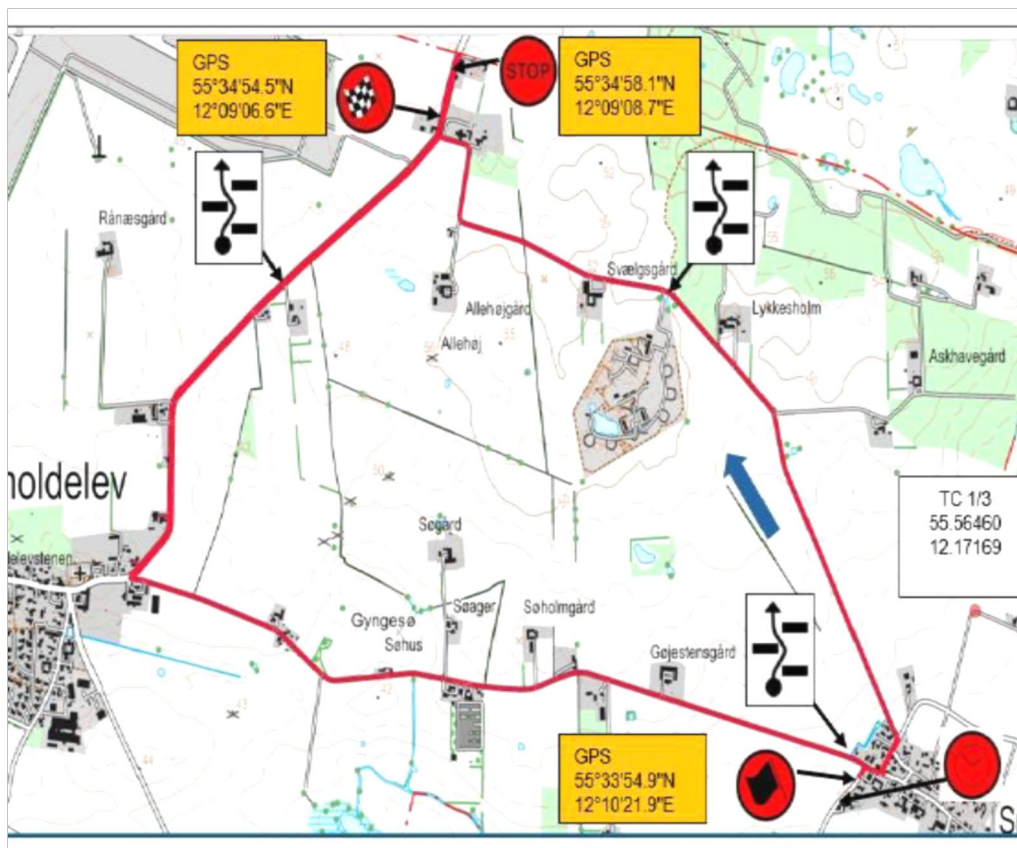 GPS
55°34'54.5"N
12°09'06.6"E
STOP
GPS
55°34'58.1"N
12°09'08.7"E
Rånæsgård
Svælgsgård
Allehøjgård
Allehøj
Lykkesholm
Askhavegård
holdelev
elevstenen
TC 1/3
55.56460
12.17169
Søgård
Gyngesø
Søager
Søhus
Søholmgård
Gøjestensgård
GPS
55°33'54.9"N
12°10'21.9"E